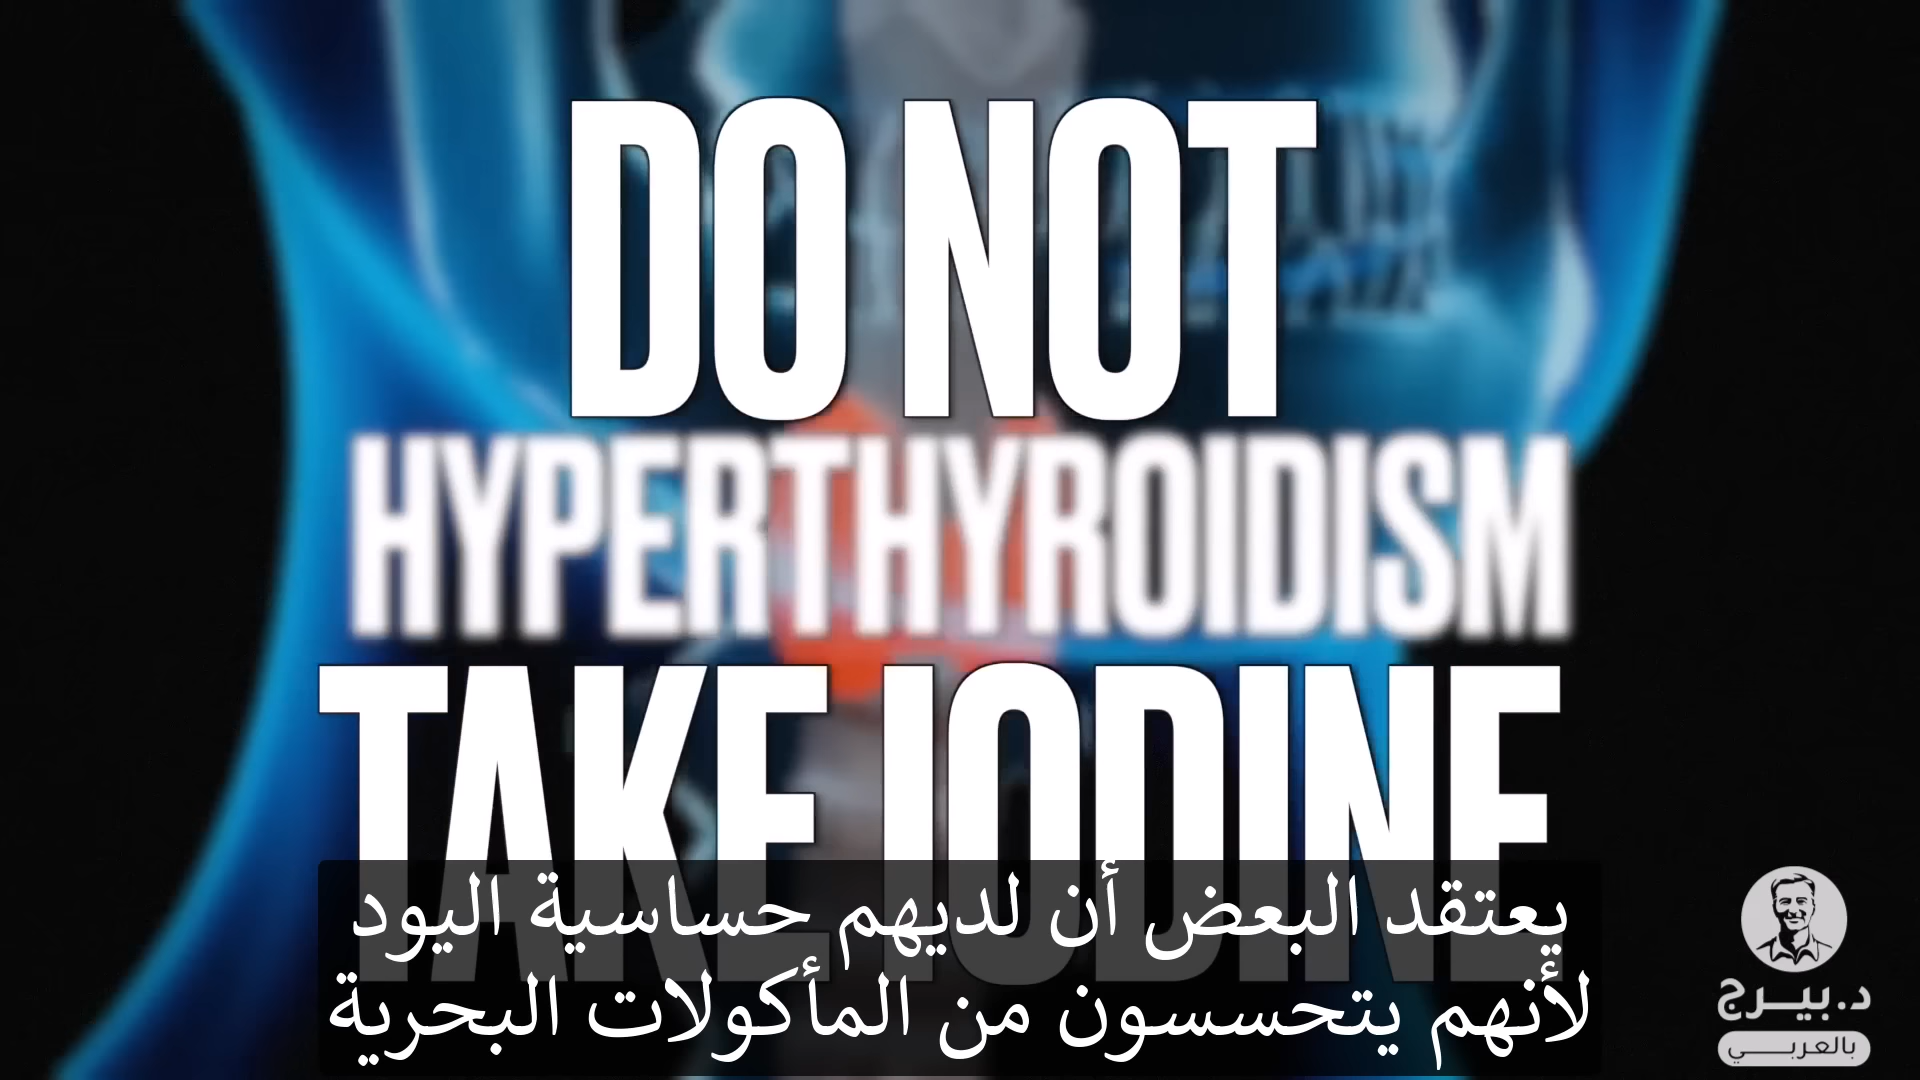 DO NOT
HYPERTHYROIDISM
TAKE IODINE
يعتقد البعض أن لديهم حساسية اليود
لأنهم يتحسسون من المأكولات البحرية
د.بيرج
بالعربي